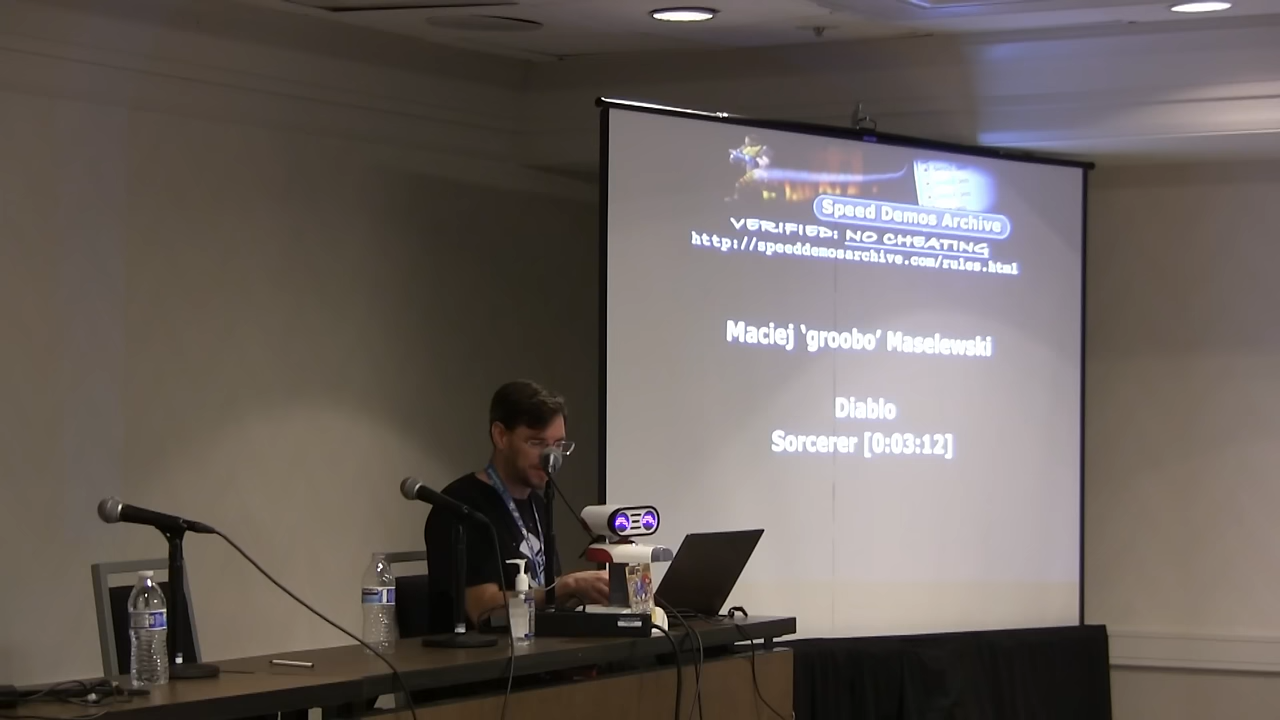 Speed Demos Archive
VERIFIED: NO CHEATING
http://speeddemosarchive.com/rules.html
Maciej 'groobo' Maselewski
Diablo
Sorcerer [0:03:12]